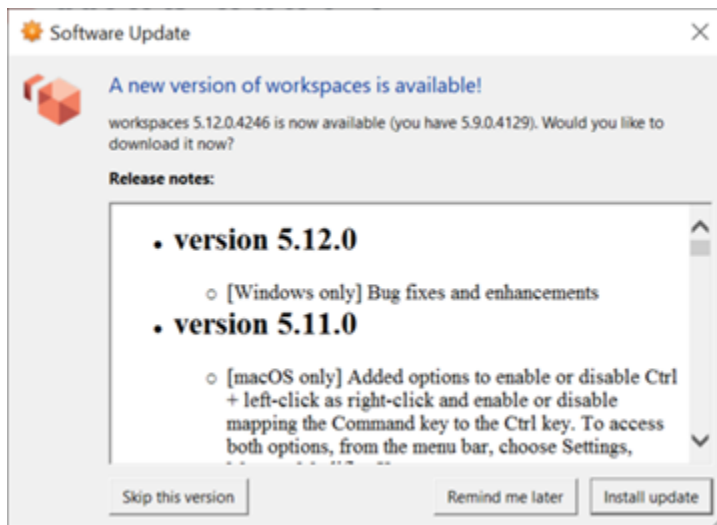 Software Update
A new version of workspaces is available!
workspaces 5.12.0.4246 is now available (you have 5.9.0.4129). Would you like to
download it now?
Release notes:
• version 5.12.0
○ [Windows only] Bug fixes and enhancements
• version 5.11.0
○ [macOS only] Added options to enable or disable Ctrl
+ left-click as right-click and enable or disable
mapping the Command key to the Ctrl key. To access
both options, from the menu bar, choose Settings,
Skip this version
Remind me later
Install update